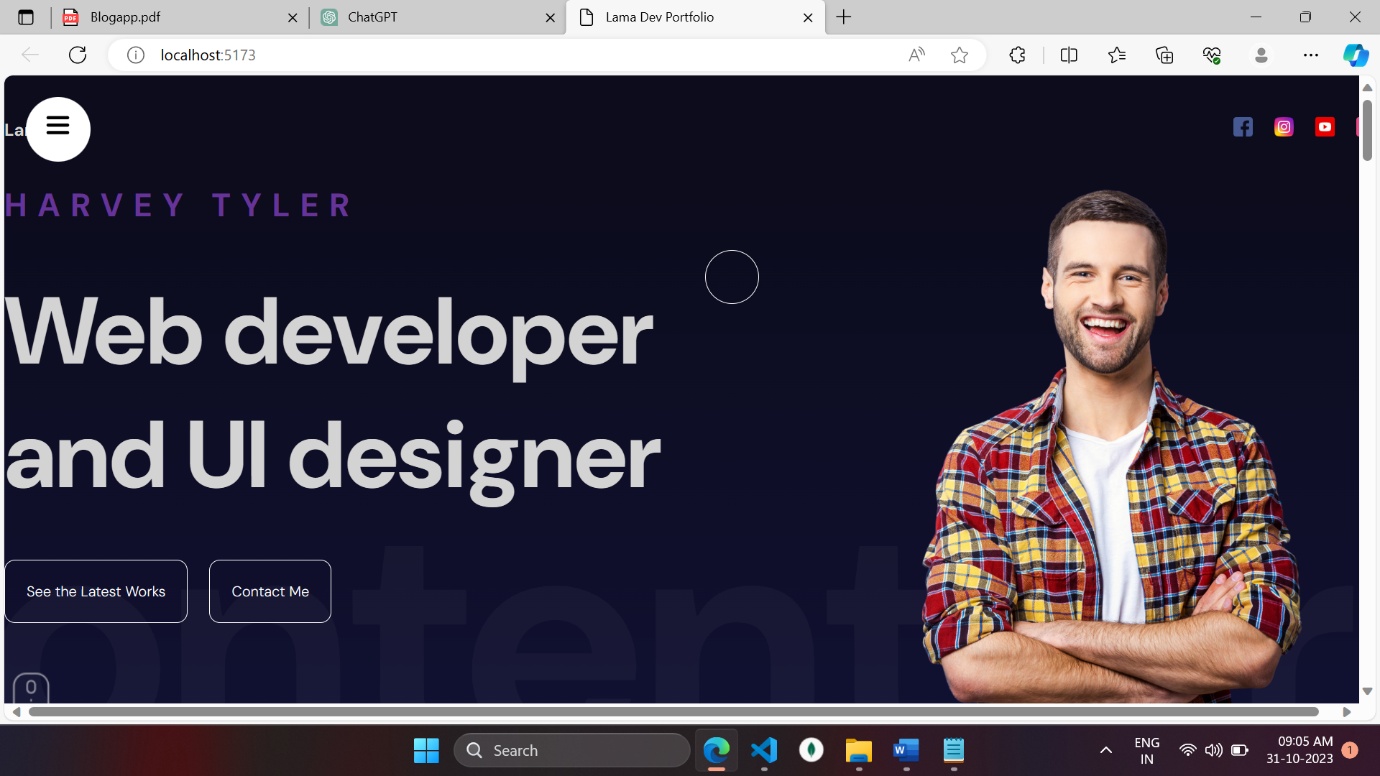 Blogapp.pdf
ChatGPT
Lama Dev Portfolio
localhost:5173
HARVEY TYLER
Web developer
and UI designer
See the Latest Works
Contact Me
Search
ENG
IN
09:05 AM
31-10-2023
1